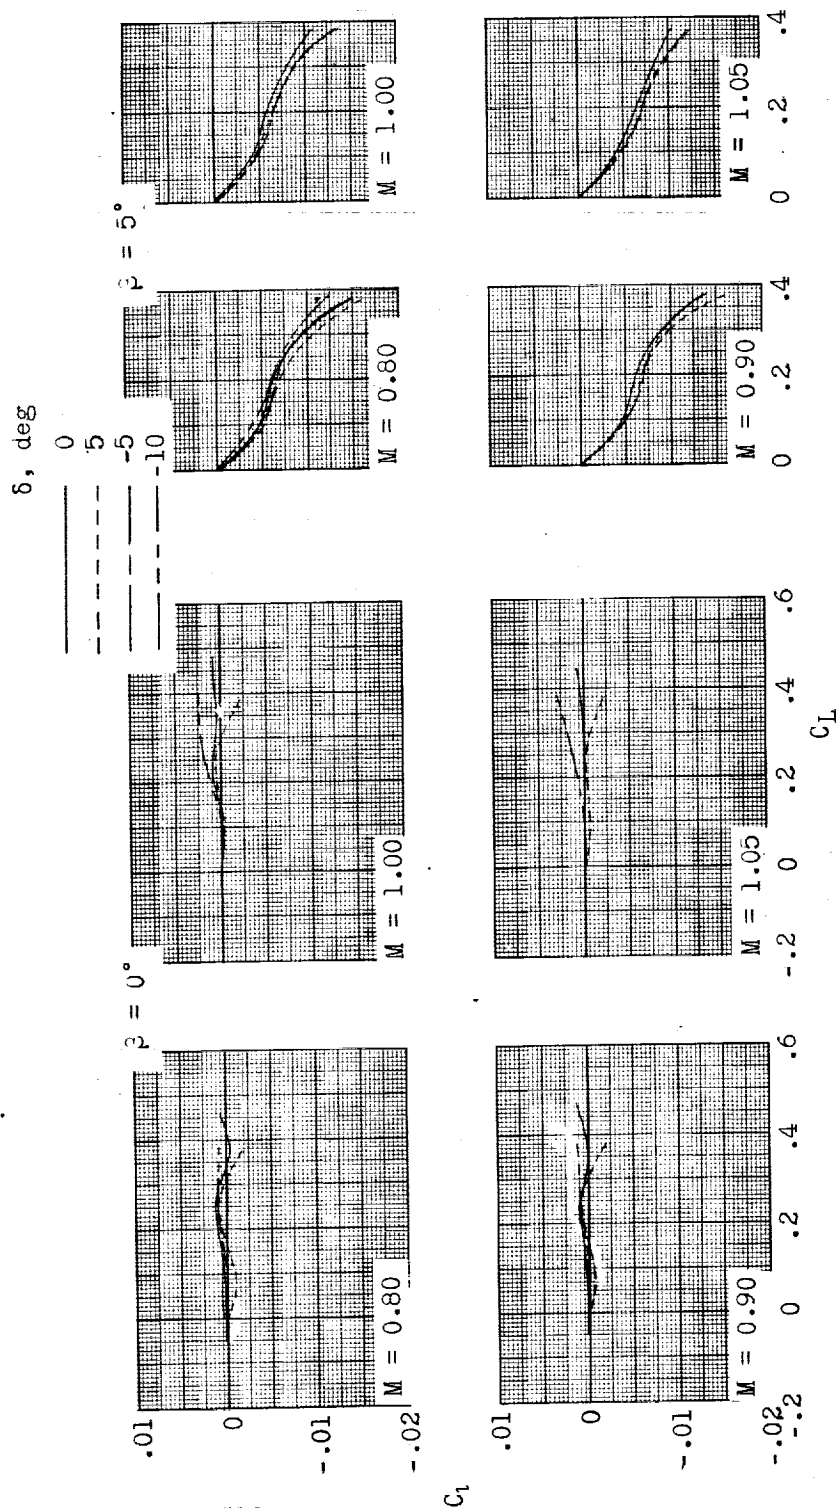 δ, deg
0
5
-5
-10
β = 0°
β = 5°
.01
0
-.01
-.02
M = 0.80
M = 1.00
M = 0.80
M = 1.00
C_l
.01
0
-.01
-.02
M = 0.90
M = 1.05
M = 0.90
M = 1.05
-.2 0 .2 .4 .6
-.2 0 .2 .4 .6
0 .2 .4
0 .2 .4
C_L